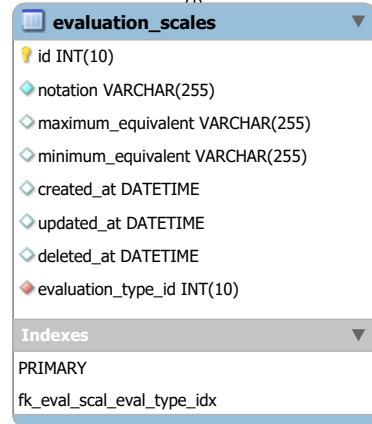 evaluation_scales
id INT(10)
notation VARCHAR(255)
maximum_equivalent VARCHAR(255)
minimum_equivalent VARCHAR(255)
created_at DATETIME
updated_at DATETIME
deleted_at DATETIME
evaluation_type_id INT(10)
Indexes
PRIMARY
fk_eval_scal_eval_type_idx